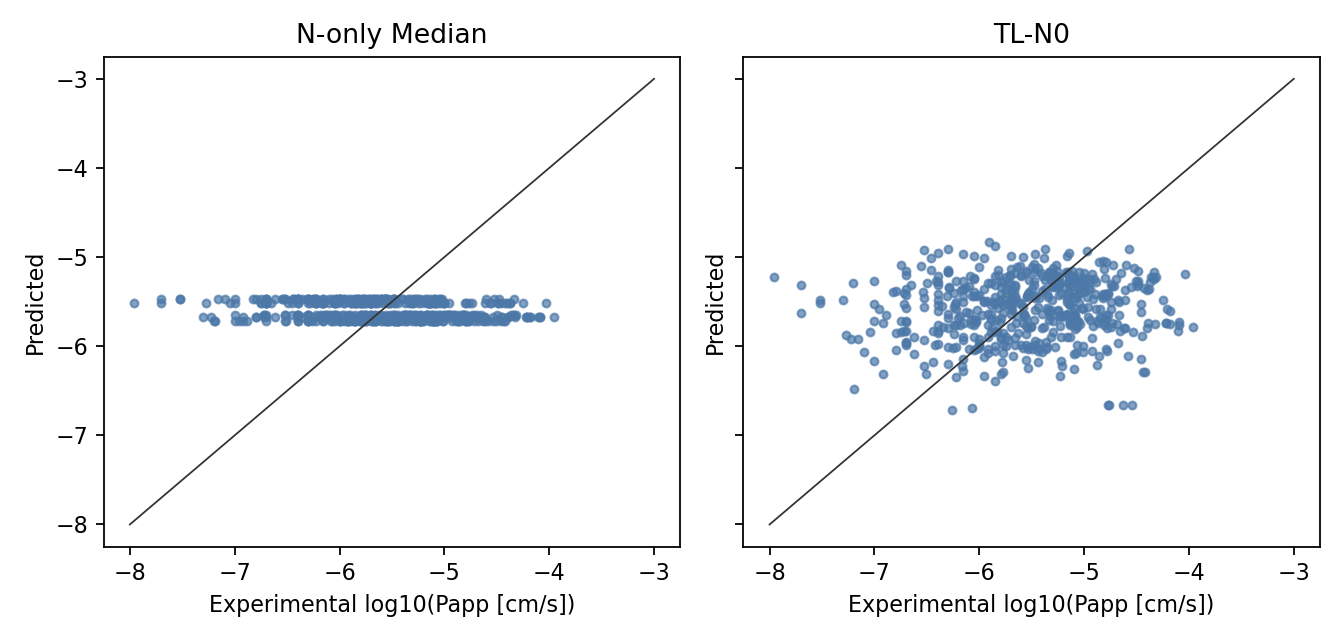 N-only Median
TL-N0
−3
−4
−5
−6
−7
−8
Predicted
Predicted
−8 −7 −6 −5 −4 −3
−8 −7 −6 −5 −4 −3
Experimental log10(Papp [cm/s])
Experimental log10(Papp [cm/s])